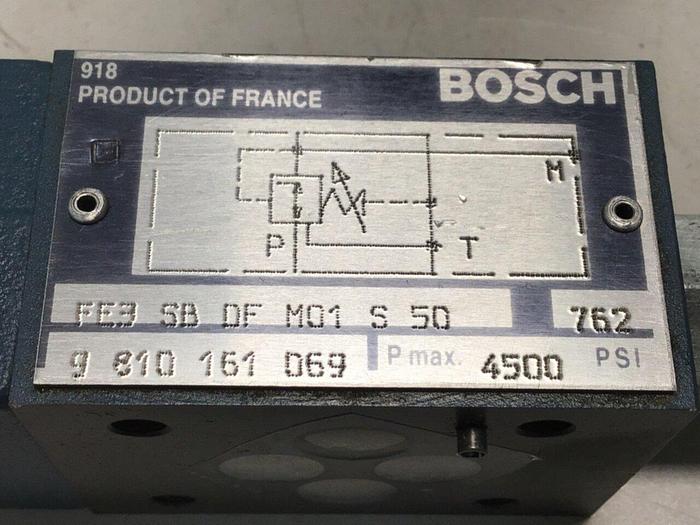 918
BOSCH
PRODUCT OF FRANCE
M
P
T
FE3 SB DF M01 S 50
762
9 810 161 069
P max. 4500 PSI